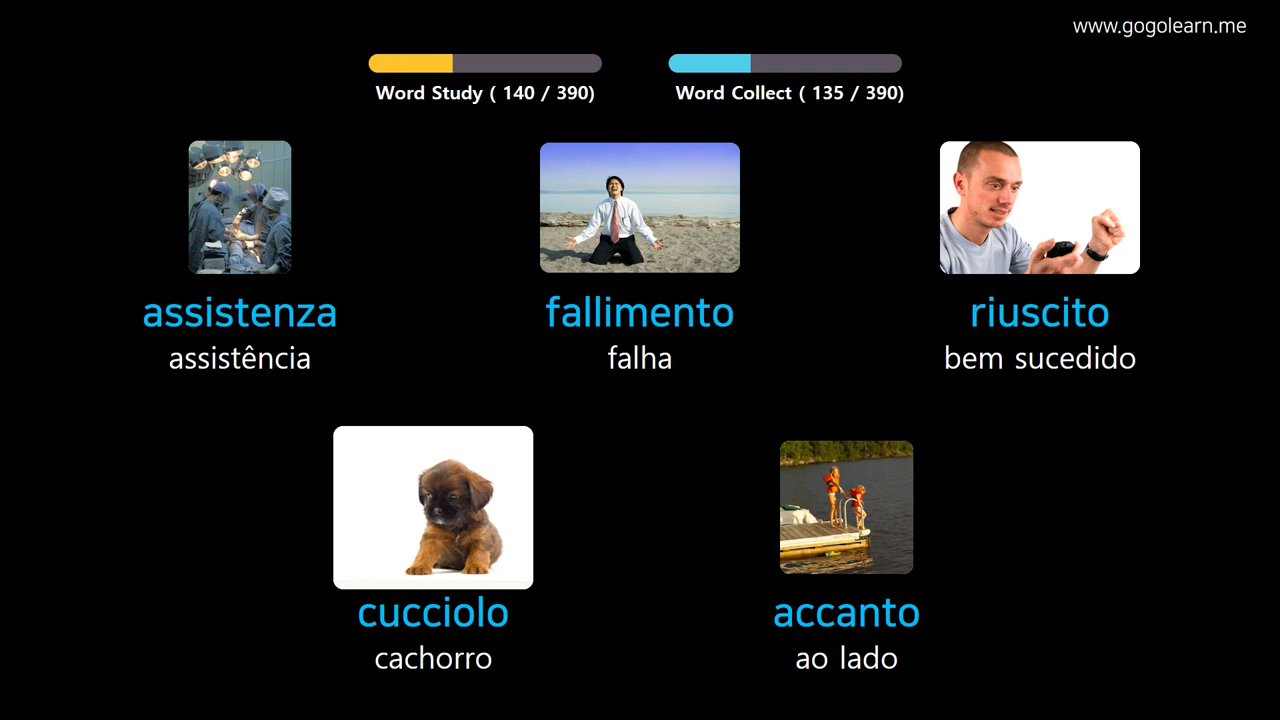 www.gogolearn.me
Word Study ( 140 / 390)
Word Collect ( 135 / 390)
assistenza
assistência
fallimento
falha
riuscito
bem sucedido
cucciolo
cachorro
accanto
ao lado